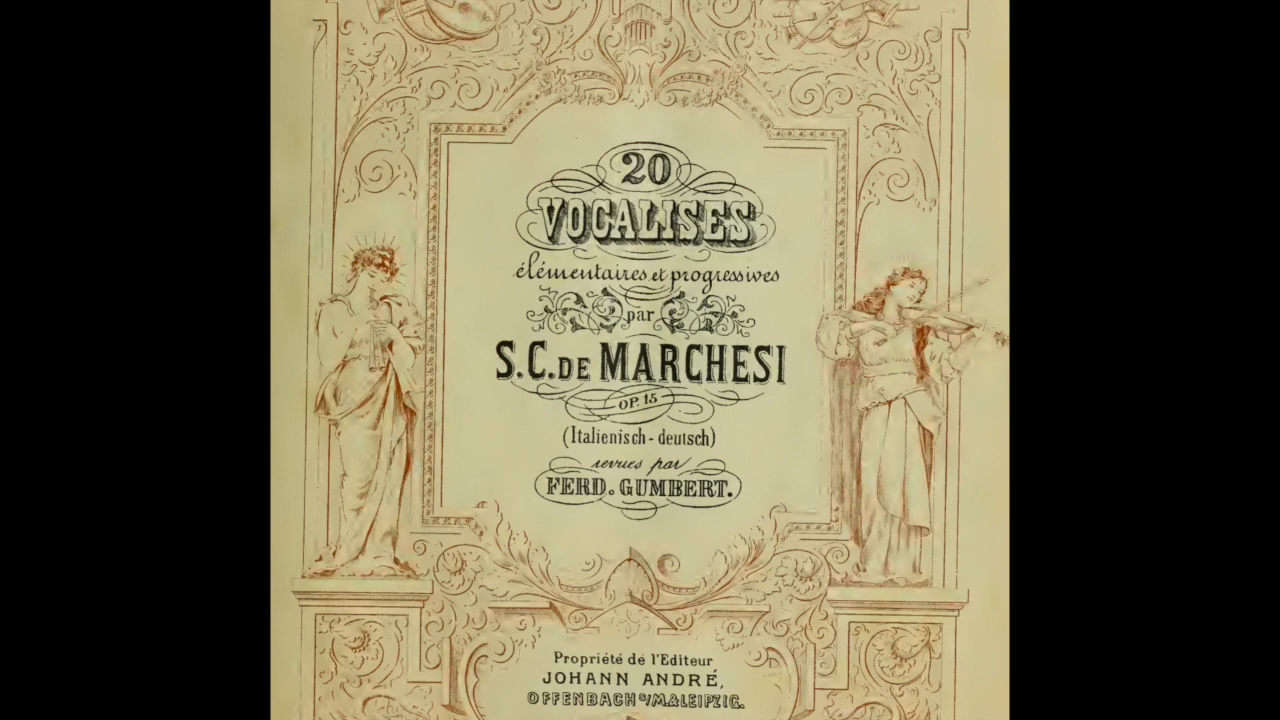 20
VOCALISES
élémentaires et progressives
par
S.C. DE MARCHESI
OP. 15
(Italienisch - deutsch)
revues par
FERD. GUMBERT.
Propriété de l'Editeur
JOHANN ANDRÉ,
OFFENBACH S/M. & LEIPZIG.